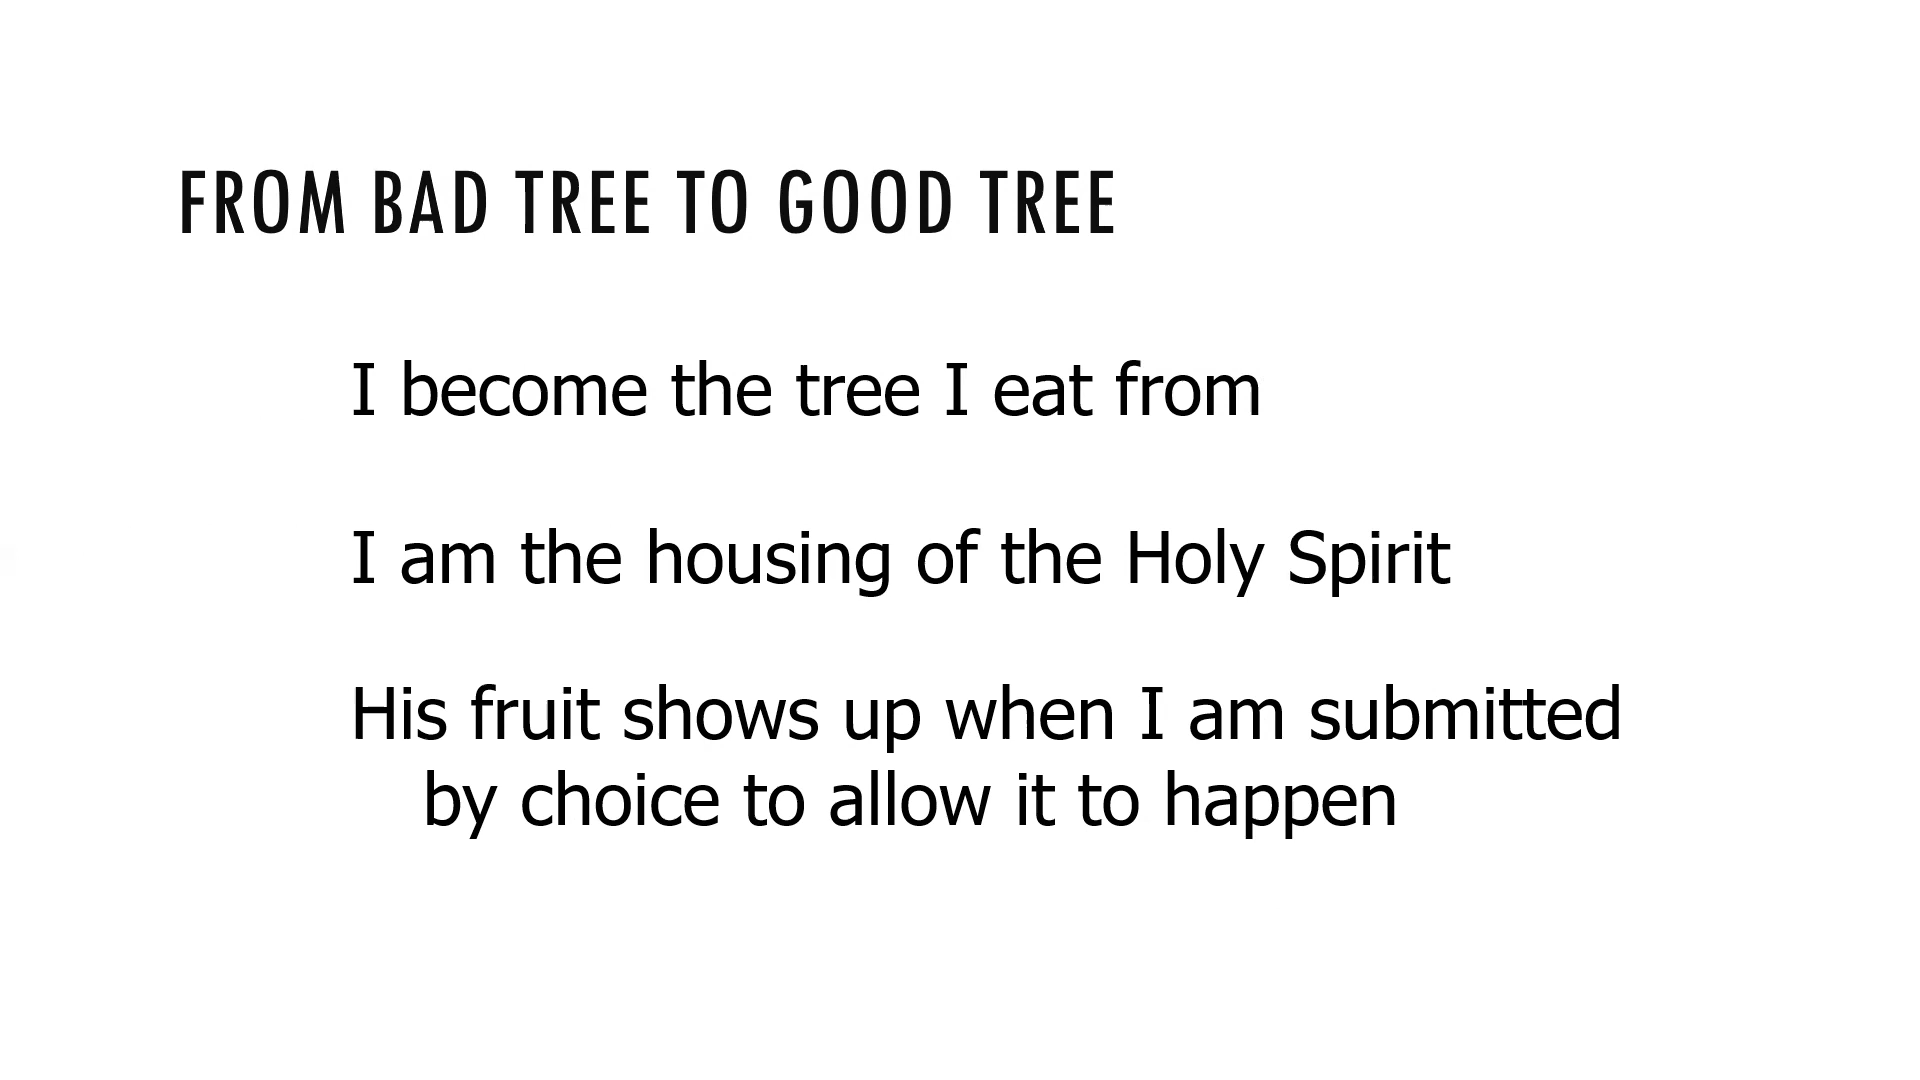 FROM BAD TREE TO GOOD TREE
I become the tree I eat from
I am the housing of the Holy Spirit
His fruit shows up when I am submitted
by choice to allow it to happen